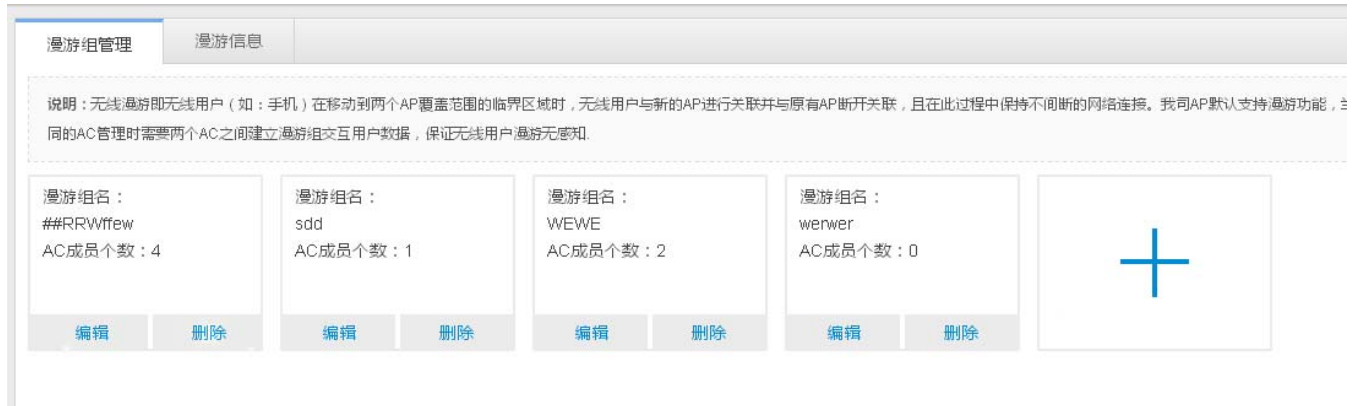 漫游组管理
漫游信息
说明：无线漫游即无线用户（如：手机）在移动到两个AP覆盖范围的临界区域时，无线用户与新的AP进行关联并与原有AP断开关联，且在此过程中保持不间断的网络连接。我司AP默认支持漫游功能，
同的AC管理时需要两个AC之间建立漫游组交互用户数据，保证无线用户漫游无感知.
漫游组名：
##RRWffew
AC成员个数：4
编辑 删除
漫游组名：
sdd
AC成员个数：1
编辑 删除
漫游组名：
WEWE
AC成员个数：2
编辑 删除
漫游组名：
werwer
AC成员个数：0
编辑 删除